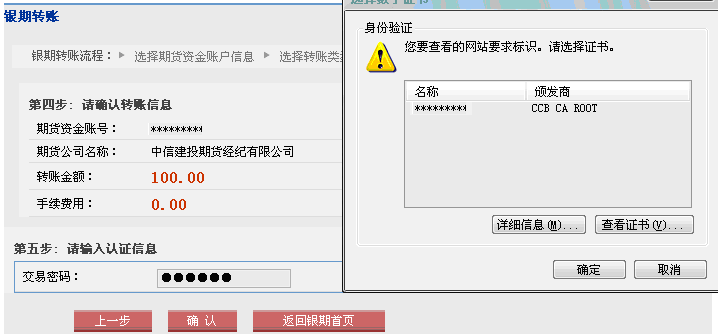 银期转账
银期转账流程： 选择期货资金账户信息 选择转账类
第四步：请确认转账信息
期货资金账号： *********
期货公司名称： 中信建投期货经纪有限公司
转账金额： 100.00
手续费用： 0.00
第五步：请输入认证信息
交易密码： ●●●●●●
上一步 确 认 返回银期首页
选择数字证书
身份验证
您要查看的网站要求标识。请选择证书。
名称 颁发商
********* CCB CA ROOT
详细信息(M)... 查看证书(V)...
确定 取消